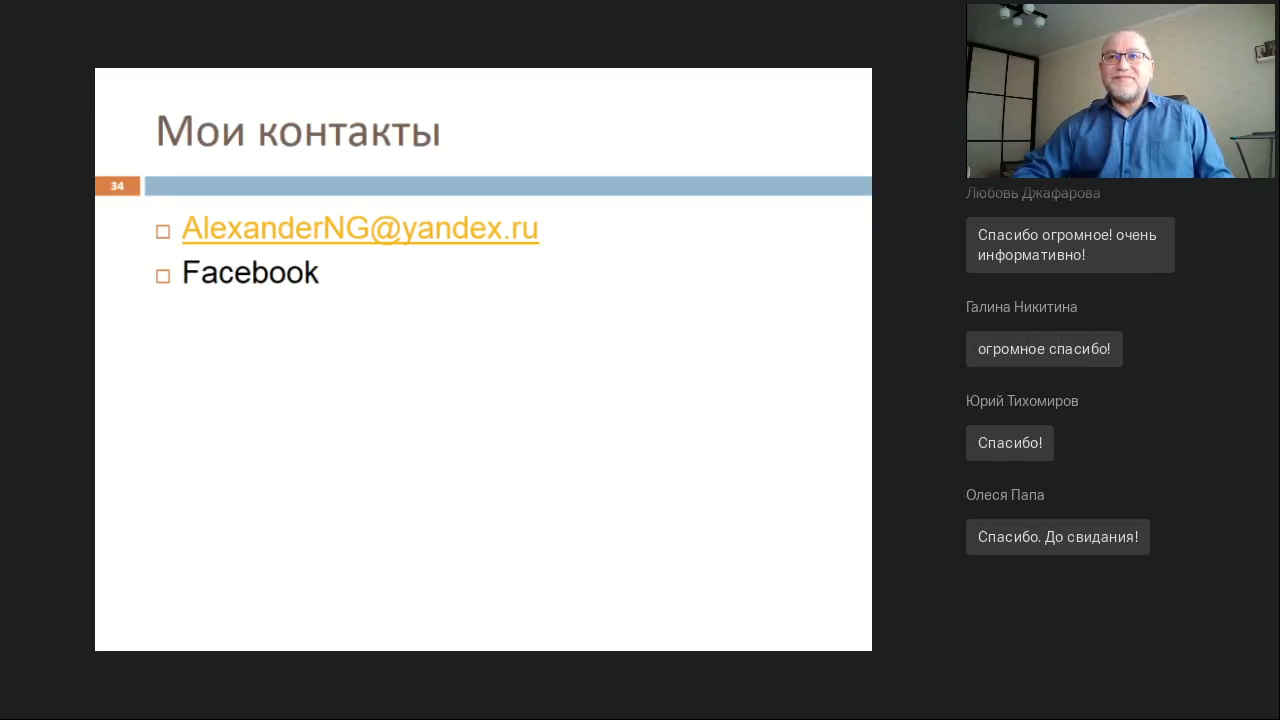 Мои контакты
34
AlexanderNG@yandex.ru
Facebook
Любовь Джафарова
Спасибо огромное! очень
информативно!
Галина Никитина
огромное спасибо!
Юрий Тихомиров
Спасибо!
Олеся Папа
Спасибо. До свидания!